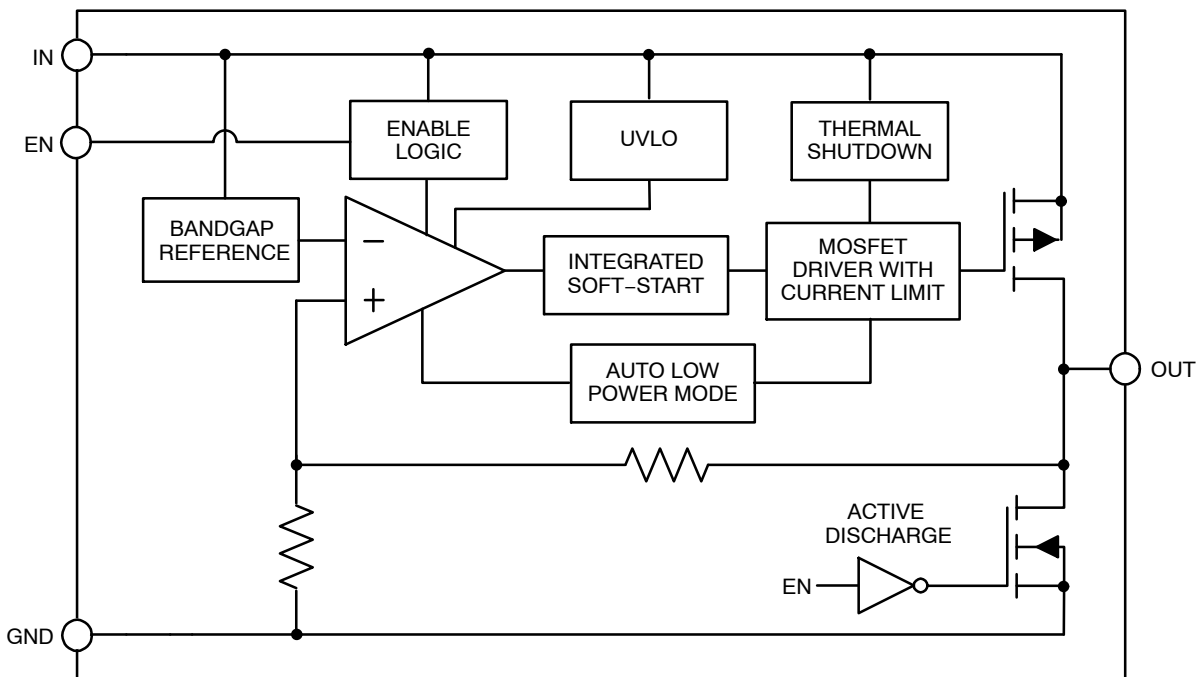 IN
EN
ENABLE
LOGIC
UVLO
THERMAL
SHUTDOWN
BANDGAP
REFERENCE
−
+
INTEGRATED
SOFT−START
MOSFET
DRIVER WITH
CURRENT LIMIT
AUTO LOW
POWER MODE
OUT
ACTIVE
DISCHARGE
EN
GND